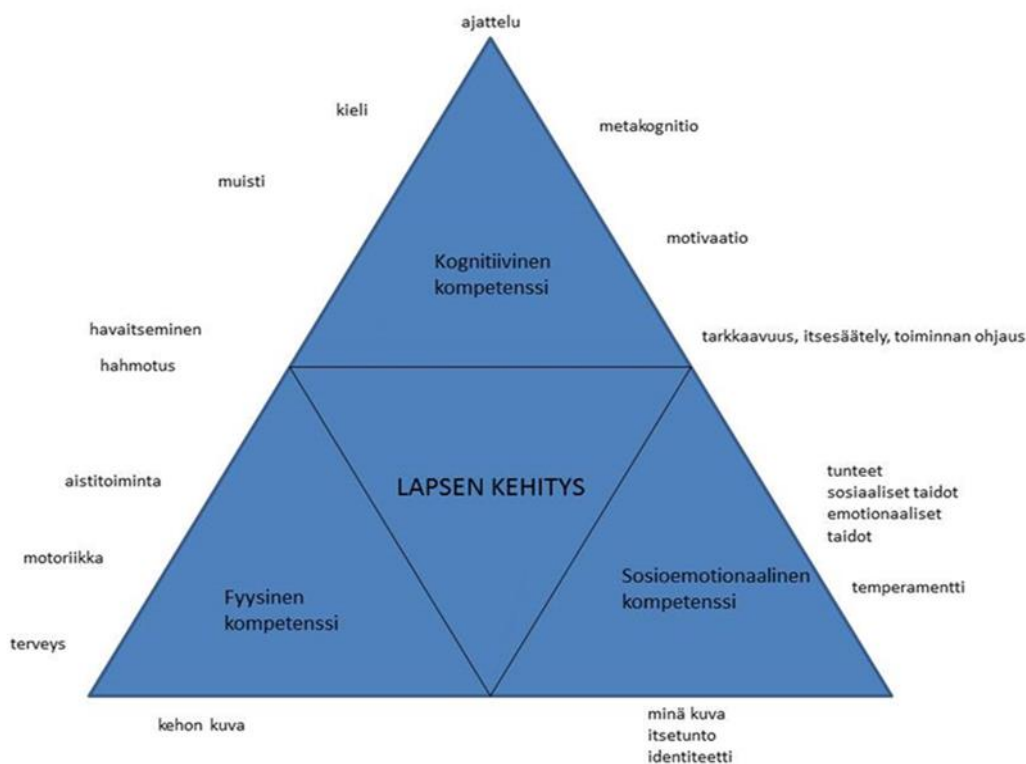 ajattelu
kieli
metakognitio
muisti
motivaatio
Kognitiivinen
kompetenssi
havaitseminen
tarkkaavuus, itsesäätely, toiminnan ohjaus
hahmotus
aistitoiminta
LAPSEN KEHITYS
tunteet
sosiaaliset taidot
emotionaaliset
taidot
motoriikka
Fyysinen
kompetenssi
Sosioemotionaalinen
kompetenssi
temperamentti
terveys
kehon kuva
minä kuva
itsetunto
identiteetti